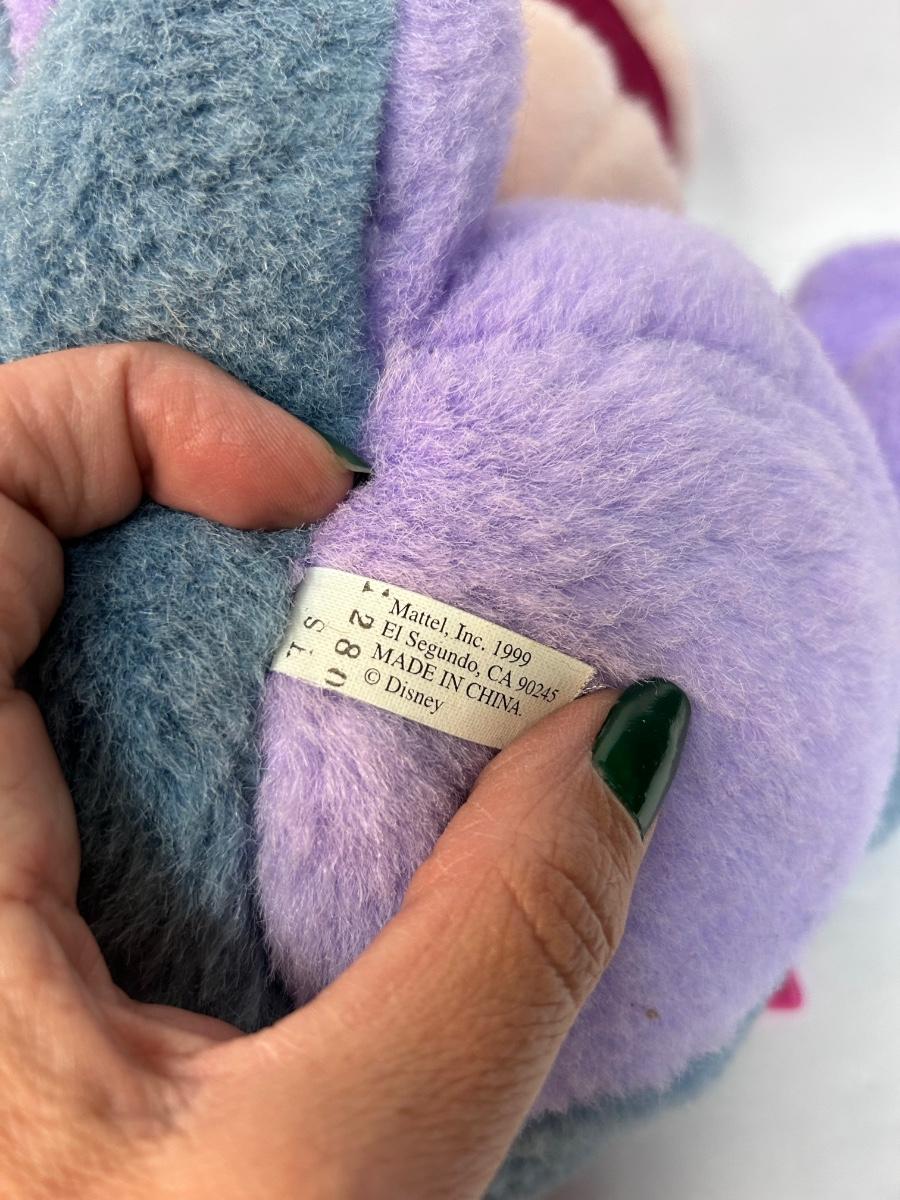 Mattel, Inc. 1999
El Segundo, CA 90245
MADE IN CHINA.
© Disney